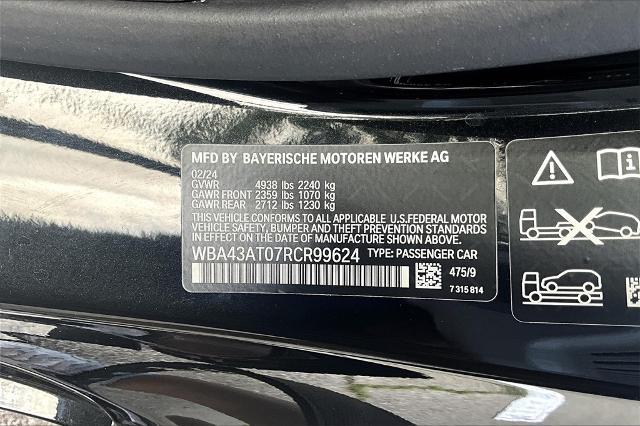 MFD BY BAYERISCHE MOTOREN WERKE AG
02/24
GVWR 4938 lbs 2240 kg
GAWR FRONT 2359 lbs 1070 kg
GAWR REAR 2712 lbs 1230 kg
THIS VEHICLE CONFORMS TO ALL APPLICABLE U.S.FEDERAL MOTOR
VEHICLE SAFETY, BUMPER AND THEFT PREVENTION STANDARDS
IN EFFECT ON THE DATE OF MANUFACTURE SHOWN ABOVE.
WBA43AT07RCR99624 TYPE: PASSENGER CAR
475/9
7 315 814